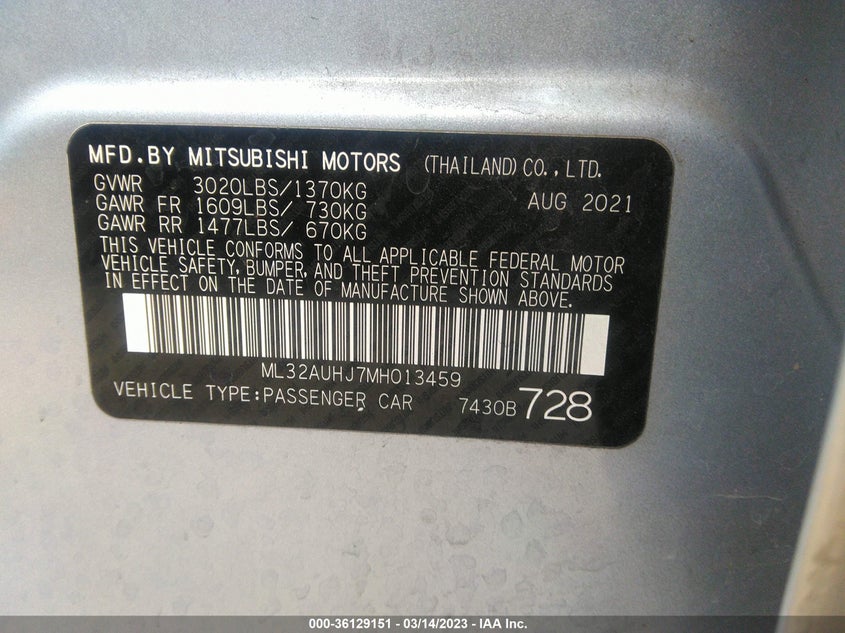 MFD.BY MITSUBISHI MOTORS (THAILAND)CO.,LTD.
GVWR 3020LBS/1370KG AUG 2021
GAWR FR 1609LBS/ 730KG
GAWR RR 1477LBS/ 670KG
THIS VEHICLE CONFORMS TO ALL APPLICABLE FEDERAL MOTOR
VEHICLE SAFETY, BUMPER, AND THEFT PREVENTION STANDARDS
IN EFFECT ON THE DATE OF MANUFACTURE SHOWN ABOVE.
ML32AUHJ7MH013459
VEHICLE TYPE:PASSENGER CAR 7430B 728
000-36129151 - 03/14/2023 - IAA Inc.